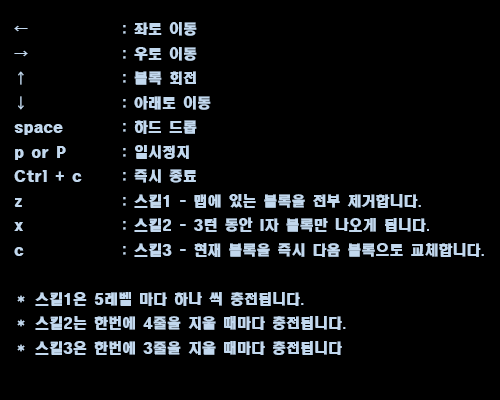 ← : 좌로 이동
→ : 우로 이동
↑ : 블록 회전
↓ : 아래로 이동
space : 하드 드롭
p or P : 일시정지
Ctrl + c : 즉시 종료
z : 스킬1 - 맵에 있는 블록을 전부 제거합니다.
x : 스킬2 - 3턴 동안 I자 블록만 나오게 됩니다.
c : 스킬3 - 현재 블록을 즉시 다음 블록으로 교체합니다.
* 스킬1은 5레벨 마다 하나 씩 충전됩니다.
* 스킬2는 한번에 4줄을 지울 때마다 충전됩니다.
* 스킬3은 한번에 3줄을 지울 때마다 충전됩니다